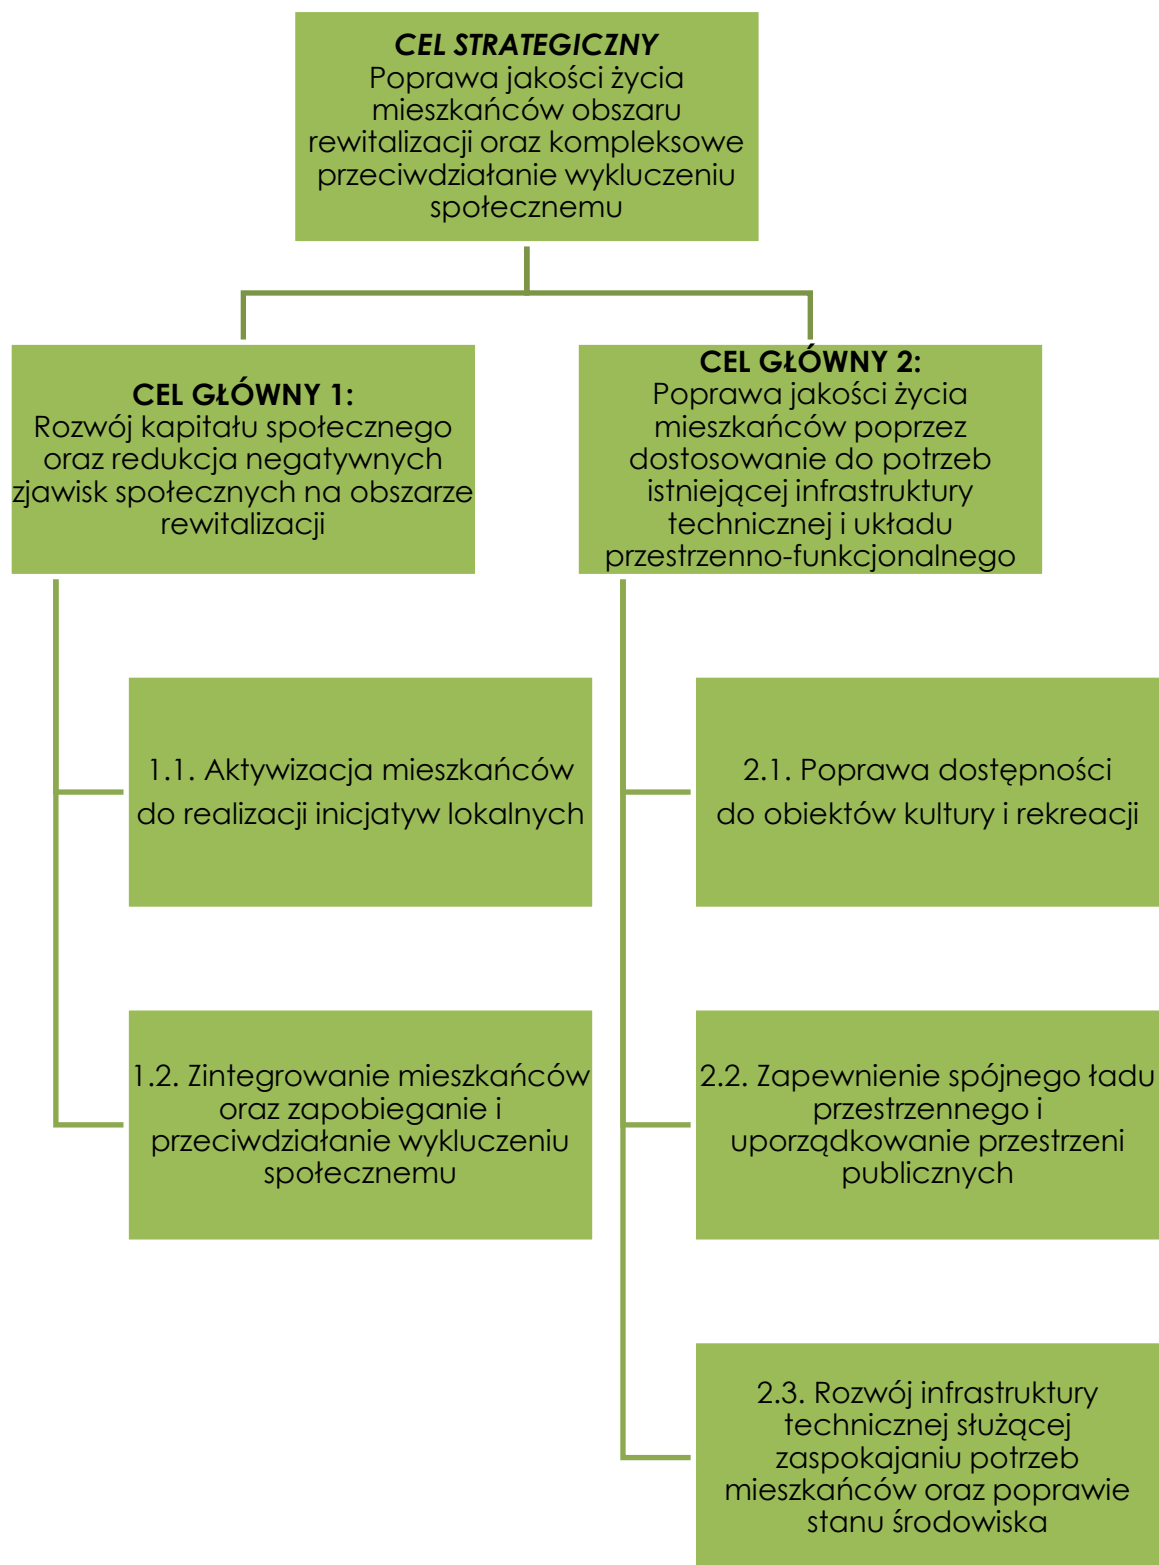 CEL STRATEGICZNY
Poprawa jakości życia
mieszkańców obszaru
rewitalizacji oraz kompleksowe
przeciwdziałanie wykluczeniu
społecznemu
CEL GŁÓWNY 1:
Rozwój kapitału społecznego
oraz redukcja negatywnych
zjawisk społecznych na obszarze
rewitalizacji
CEL GŁÓWNY 2:
Poprawa jakości życia
mieszkańców poprzez
dostosowanie do potrzeb
istniejącej infrastruktury
technicznej i układu
przestrzenno-funkcjonalnego
1.1. Aktywizacja mieszkańców
do realizacji inicjatyw lokalnych
2.1. Poprawa dostępności
do obiektów kultury i rekreacji
1.2. Zintegrowanie mieszkańców
oraz zapobieganie i
przeciwdziałanie wykluczeniu
społecznemu
2.2. Zapewnienie spójnego ładu
przestrzennego i
uporządkowanie przestrzeni
publicznych
2.3. Rozwój infrastruktury
technicznej służącej
zaspokajaniu potrzeb
mieszkańców oraz poprawie
stanu środowiska